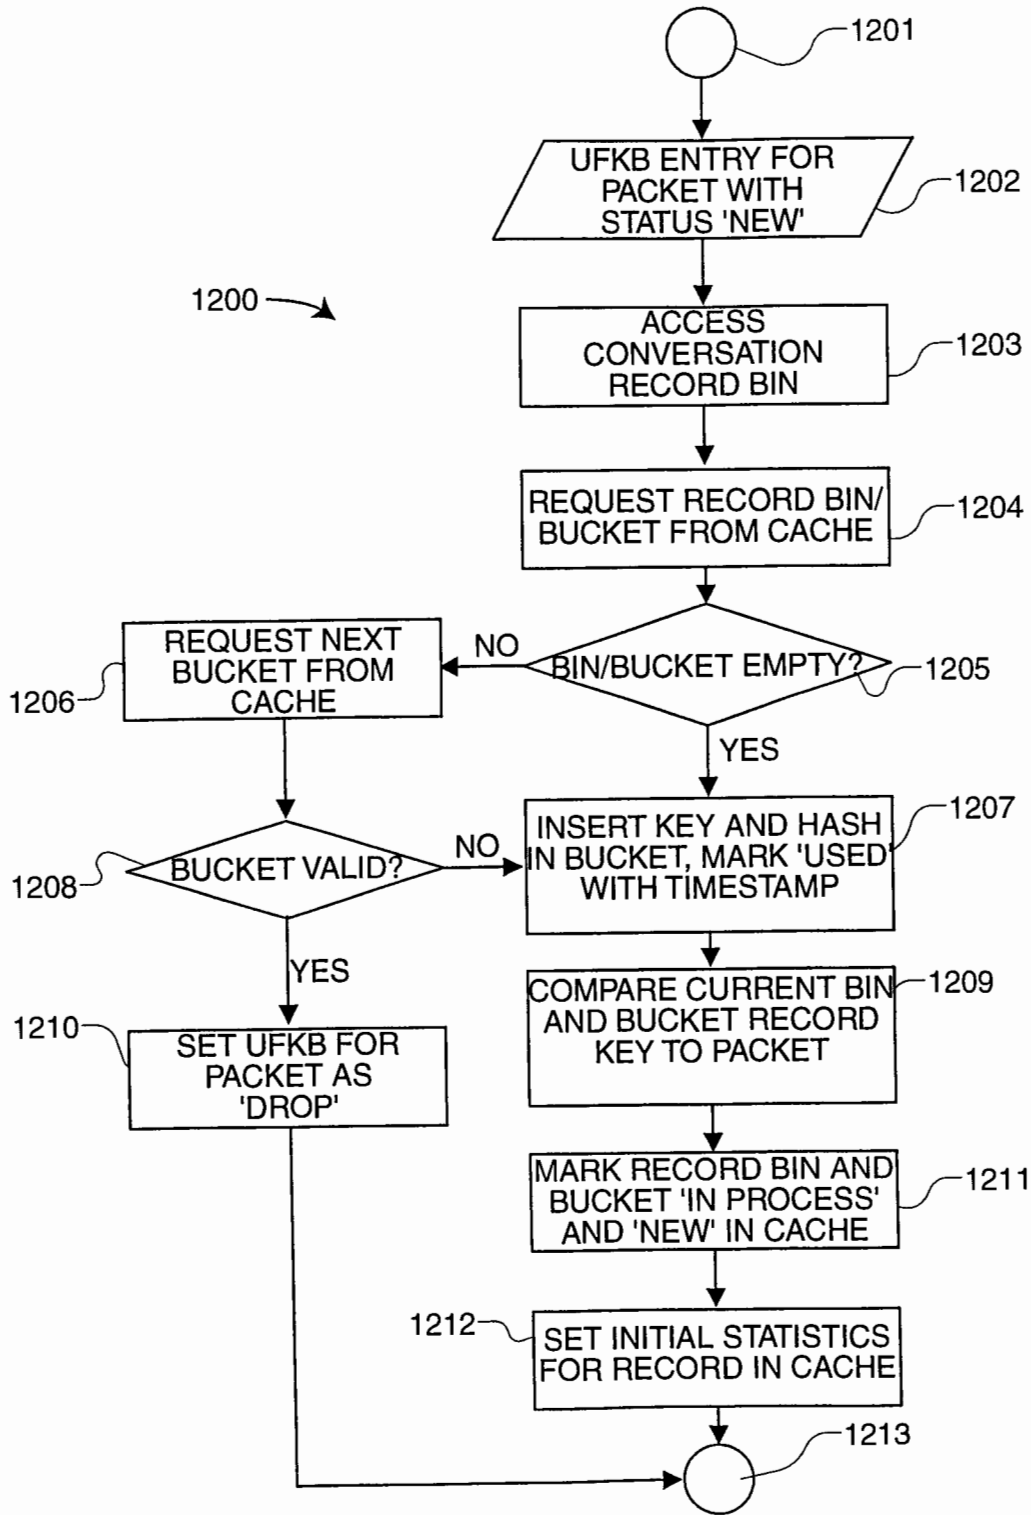 1201
UFKB ENTRY FOR
PACKET WITH
STATUS 'NEW'
1202
1200
ACCESS
CONVERSATION
RECORD BIN
1203
REQUEST RECORD BIN/
BUCKET FROM CACHE
1204
BIN/BUCKET EMPTY?
1205
NO
REQUEST NEXT
BUCKET FROM
CACHE
1206
YES
INSERT KEY AND HASH
IN BUCKET, MARK 'USED'
WITH TIMESTAMP
1207
BUCKET VALID?
1208
NO
YES
COMPARE CURRENT BIN
AND BUCKET RECORD
KEY TO PACKET
1209
1210
SET UFKB FOR
PACKET AS
'DROP'
MARK RECORD BIN AND
BUCKET 'IN PROCESS'
AND 'NEW' IN CACHE
1211
1212
SET INITIAL STATISTICS
FOR RECORD IN CACHE
1213